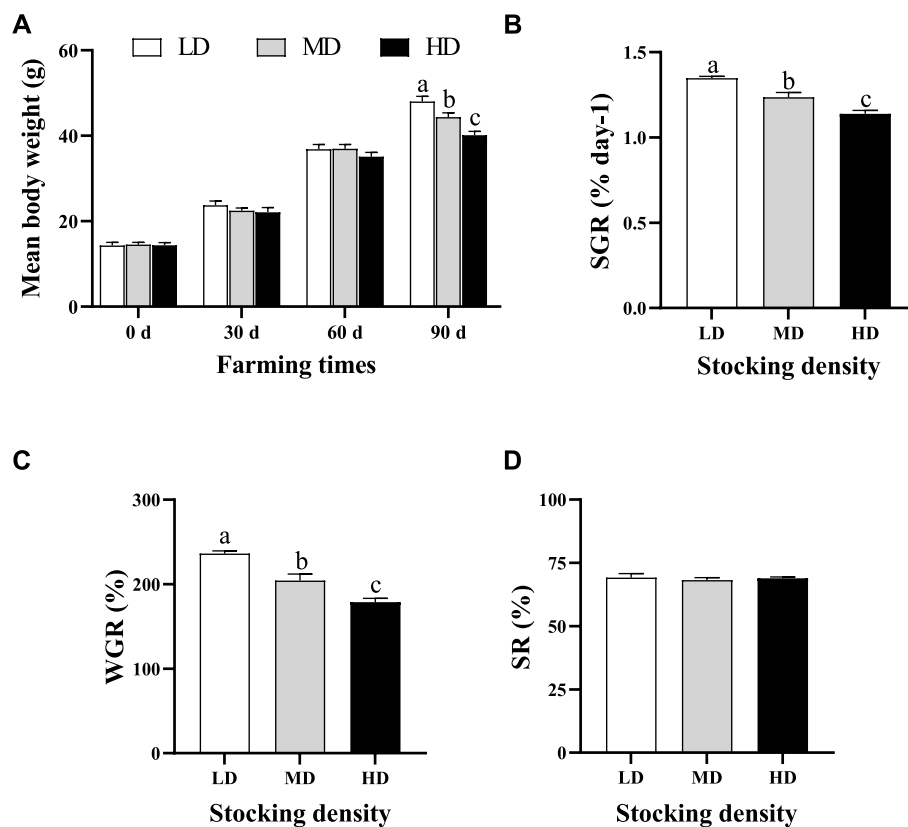 A
LD MD HD
Mean body weight (g)
60
40
20
0
a
b
c
0 d 30 d 60 d 90 d
Farming times
B
SGR (% day-1)
1.5
1.0
0.5
0.0
a
b
c
LD MD HD
Stocking density
C
WGR (%)
300
200
100
0
a
b
c
LD MD HD
Stocking density
D
SR (%)
100
75
50
25
0
LD MD HD
Stocking density